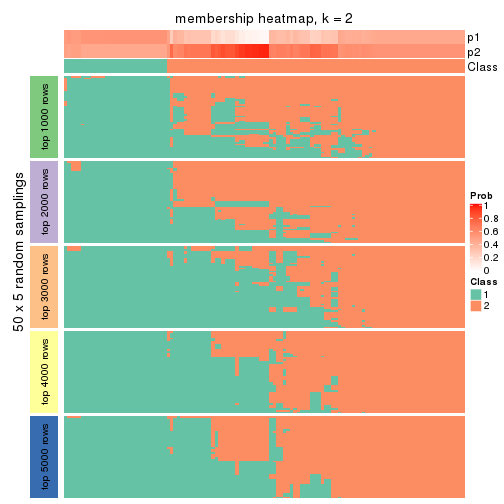 membership heatmap, k = 2
p1
p2
Class
50 x 5 random samplings
top 1000 rows
top 2000 rows
top 3000 rows
top 4000 rows
top 5000 rows
Prob
1
0.8
0.6
0.4
0.2
0
Class
1
2